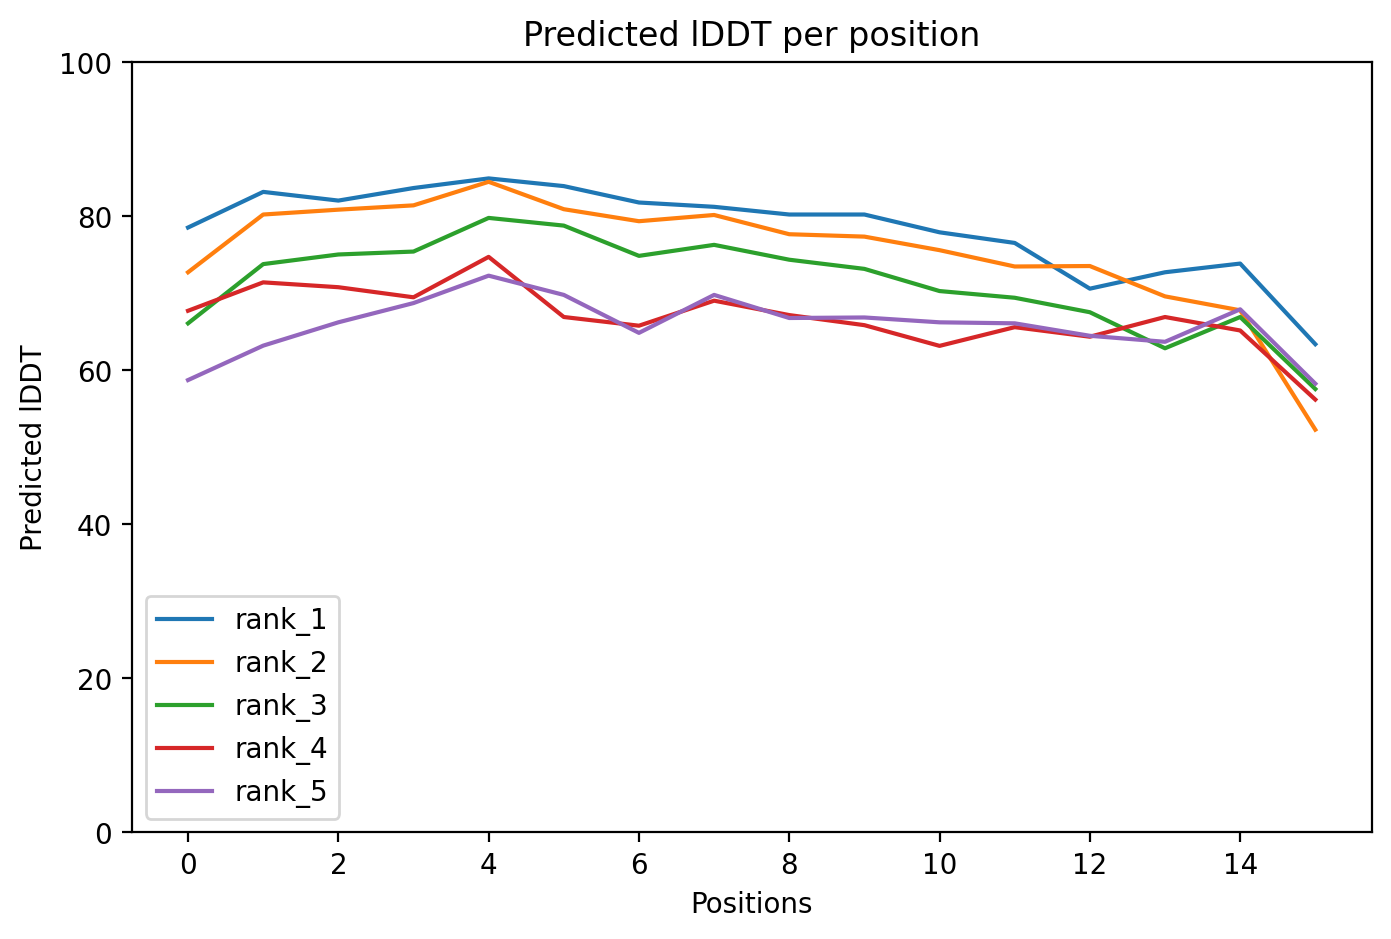 Predicted lDDT per position
100
80
60
40
20
0
Predicted lDDT
rank_1
rank_2
rank_3
rank_4
rank_5
0 2 4 6 8 10 12 14
Positions